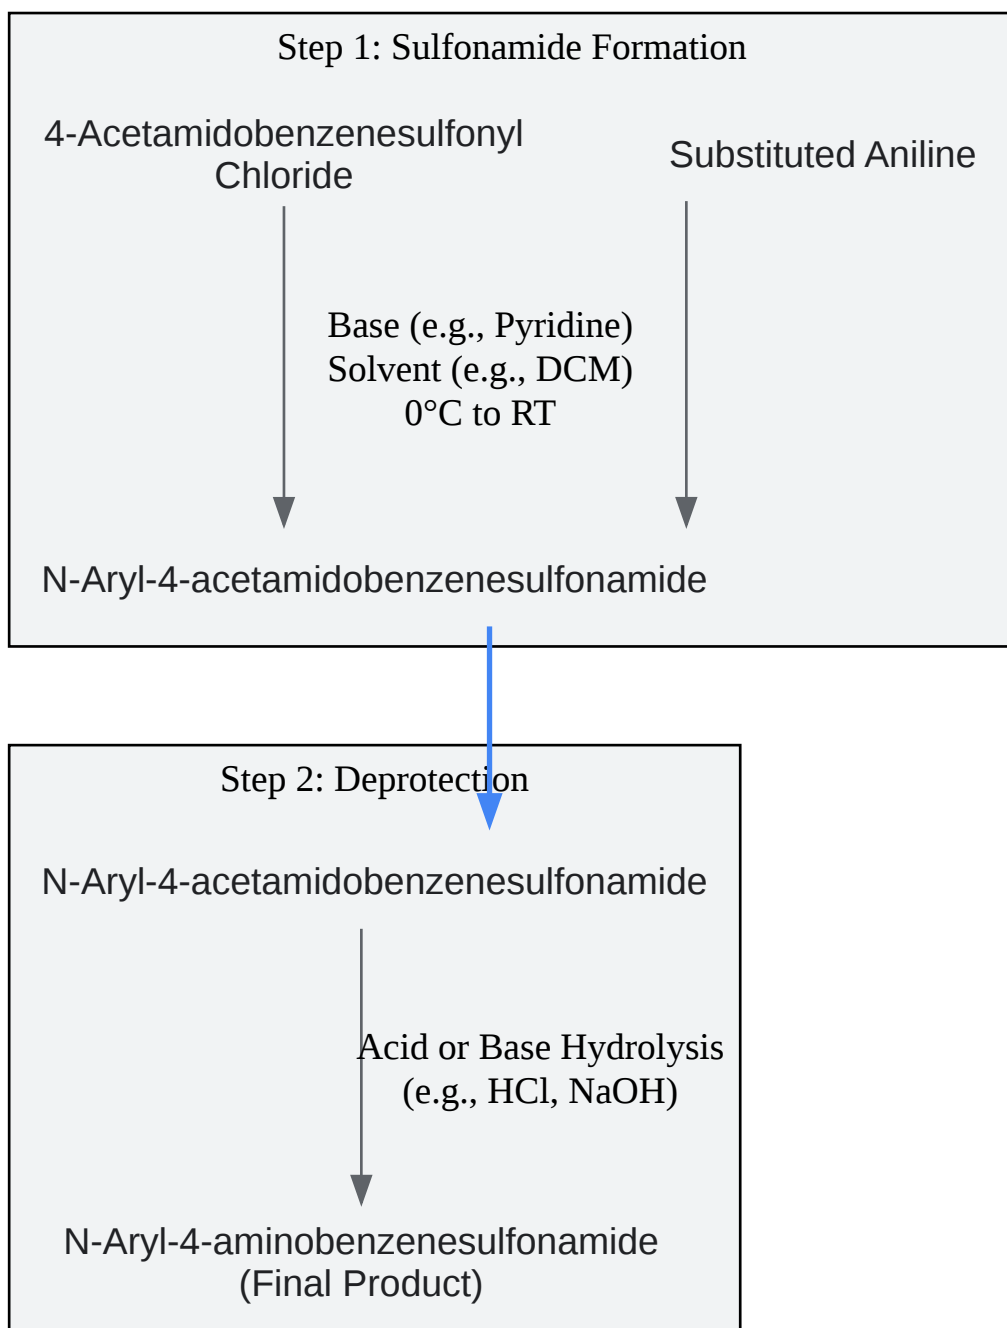 Step 1: Sulfonamide Formation
4-Acetamidobenzenesulfonyl
Chloride
Substituted Aniline
Base (e.g., Pyridine)
Solvent (e.g., DCM)
0°C to RT
N-Aryl-4-acetamidobenzenesulfonamide
Step 2: Deprotection
N-Aryl-4-acetamidobenzenesulfonamide
Acid or Base Hydrolysis
(e.g., HCl, NaOH)
N-Aryl-4-aminobenzenesulfonamide
(Final Product)